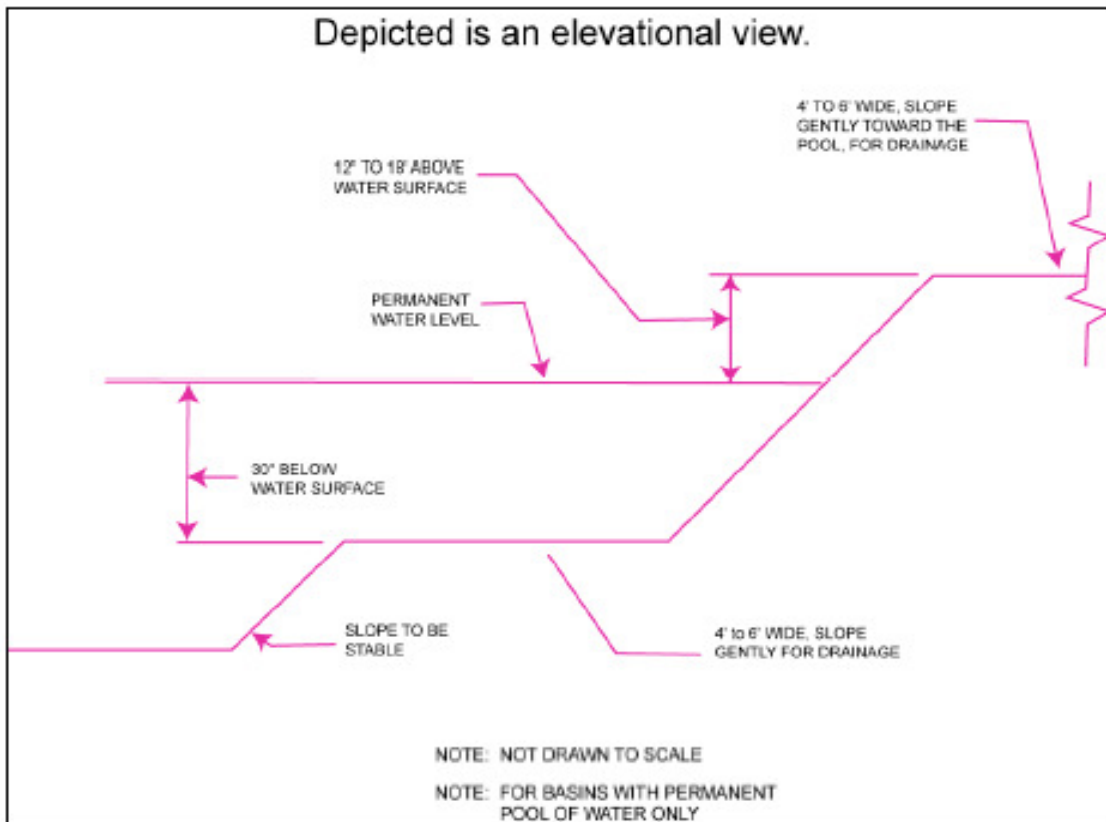 Depicted is an elevational view.
4' TO 6' WIDE, SLOPE
GENTLY TOWARD THE
POOL, FOR DRAINAGE
12" TO 18' ABOVE
WATER SURFACE
PERMANENT
WATER LEVEL
30" BELOW
WATER SURFACE
SLOPE TO BE
STABLE
4' to 6' WIDE, SLOPE
GENTLY FOR DRAINAGE
NOTE: NOT DRAWN TO SCALE
NOTE: FOR BASINS WITH PERMANENT
POOL OF WATER ONLY